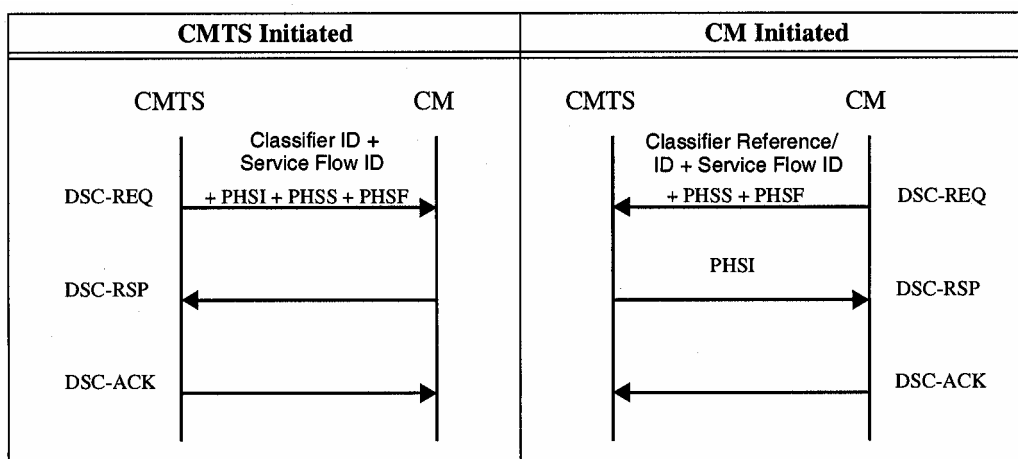 CMTS Initiated
CM Initiated
CMTS
CM
Classifier ID +
Service Flow ID
DSC-REQ
+ PHSI + PHSS + PHSF
DSC-RSP
DSC-ACK
CMTS
CM
Classifier Reference/
ID + Service Flow ID
+ PHSS + PHSF
DSC-REQ
PHSI
DSC-RSP
DSC-ACK